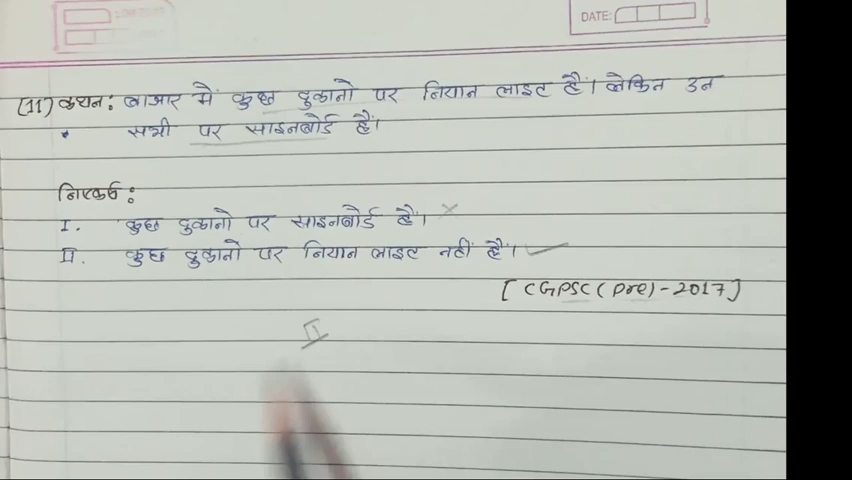 DATE:
(11) कथन: बाजार में कुछ दुकानो पर नियान लाइट हैं। लेकिन उन
सभी पर साइनबोर्ड हैं।
निष्कर्ष:
I. कुछ दुकानो पर साइनबोर्ड हैं। ×
II. कुछ दुकानो पर नियान लाइट नहीं हैं। ✓
[CGPSC(Pre)-2017]
II